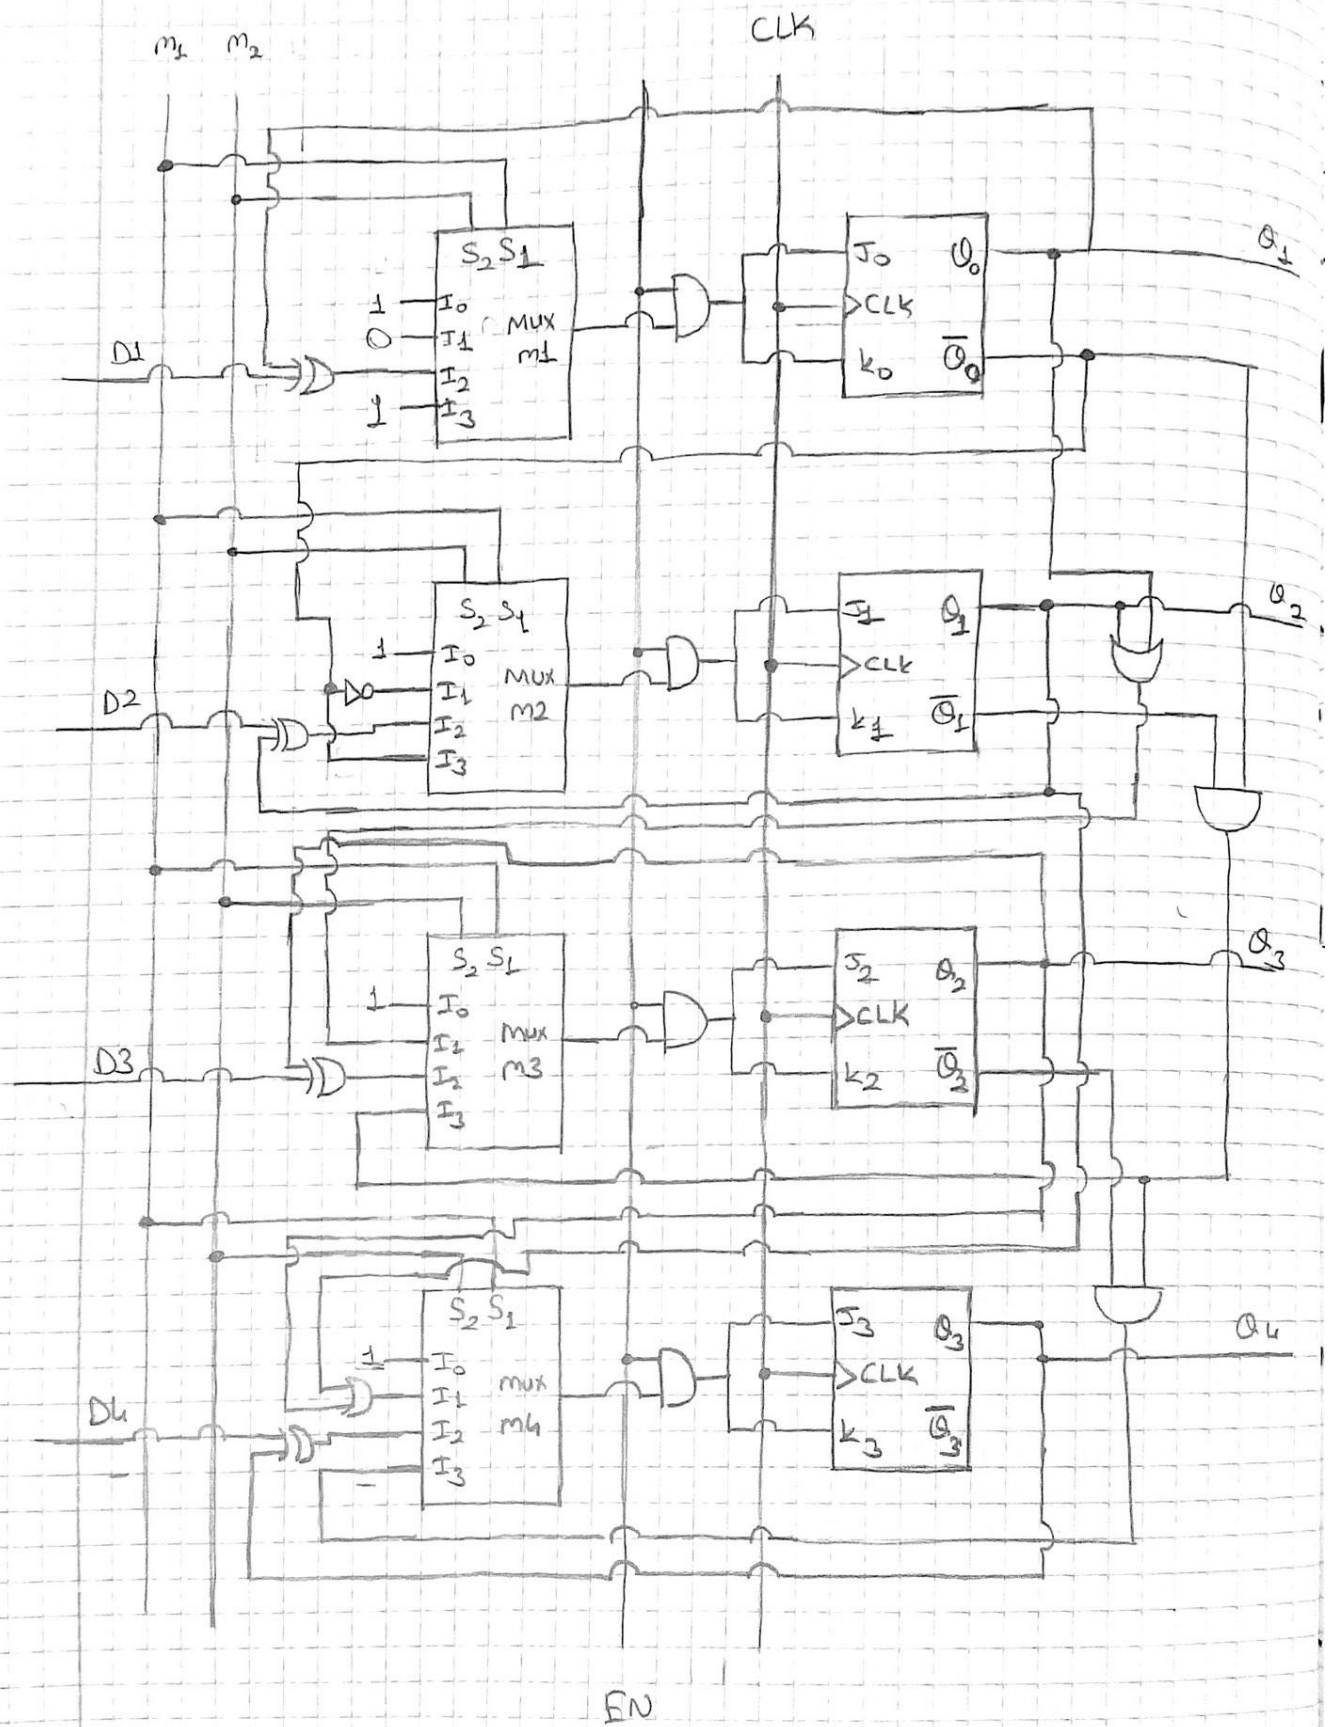 m1 m2 CLK
S2 S1
J0 Q0 Q1
1 I0
CLK
0 I1 MUX
D1 m1
I2 K0 Q̅0
1 I3
S2 S1
J1 Q1 Q2
1 I0
CLK
MUX
D2 I1 m2
I2 K1 Q̅1
I3
S2 S1
J2 Q2 Q3
1 I0
CLK
MUX
I1
D3 m3
I2 K2 Q̅2
I3
S2 S1
J3 Q3 Q4
1 I0
CLK
I1 MUX
D4 m4
I2 K3 Q̅3
I3
EN